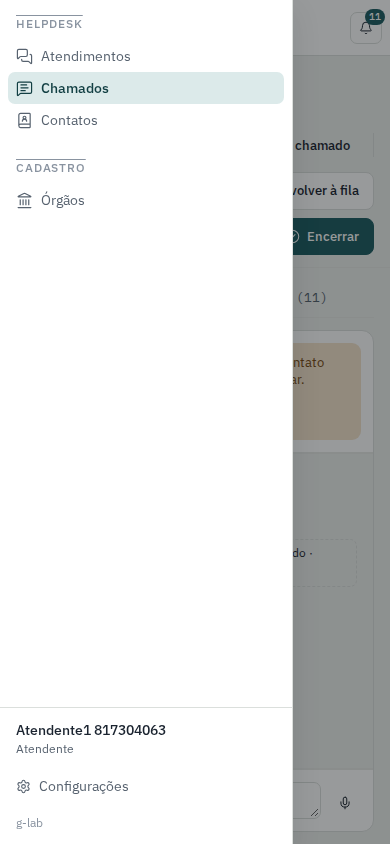 HELPDESK
11
Atendimentos
Chamados
Contatos
chamado
CADASTRO
volver à fila
Órgãos
Encerrar
(11)
ntato
ar.
do ·
Atendente1 817304063
Atendente
Configurações
g-lab